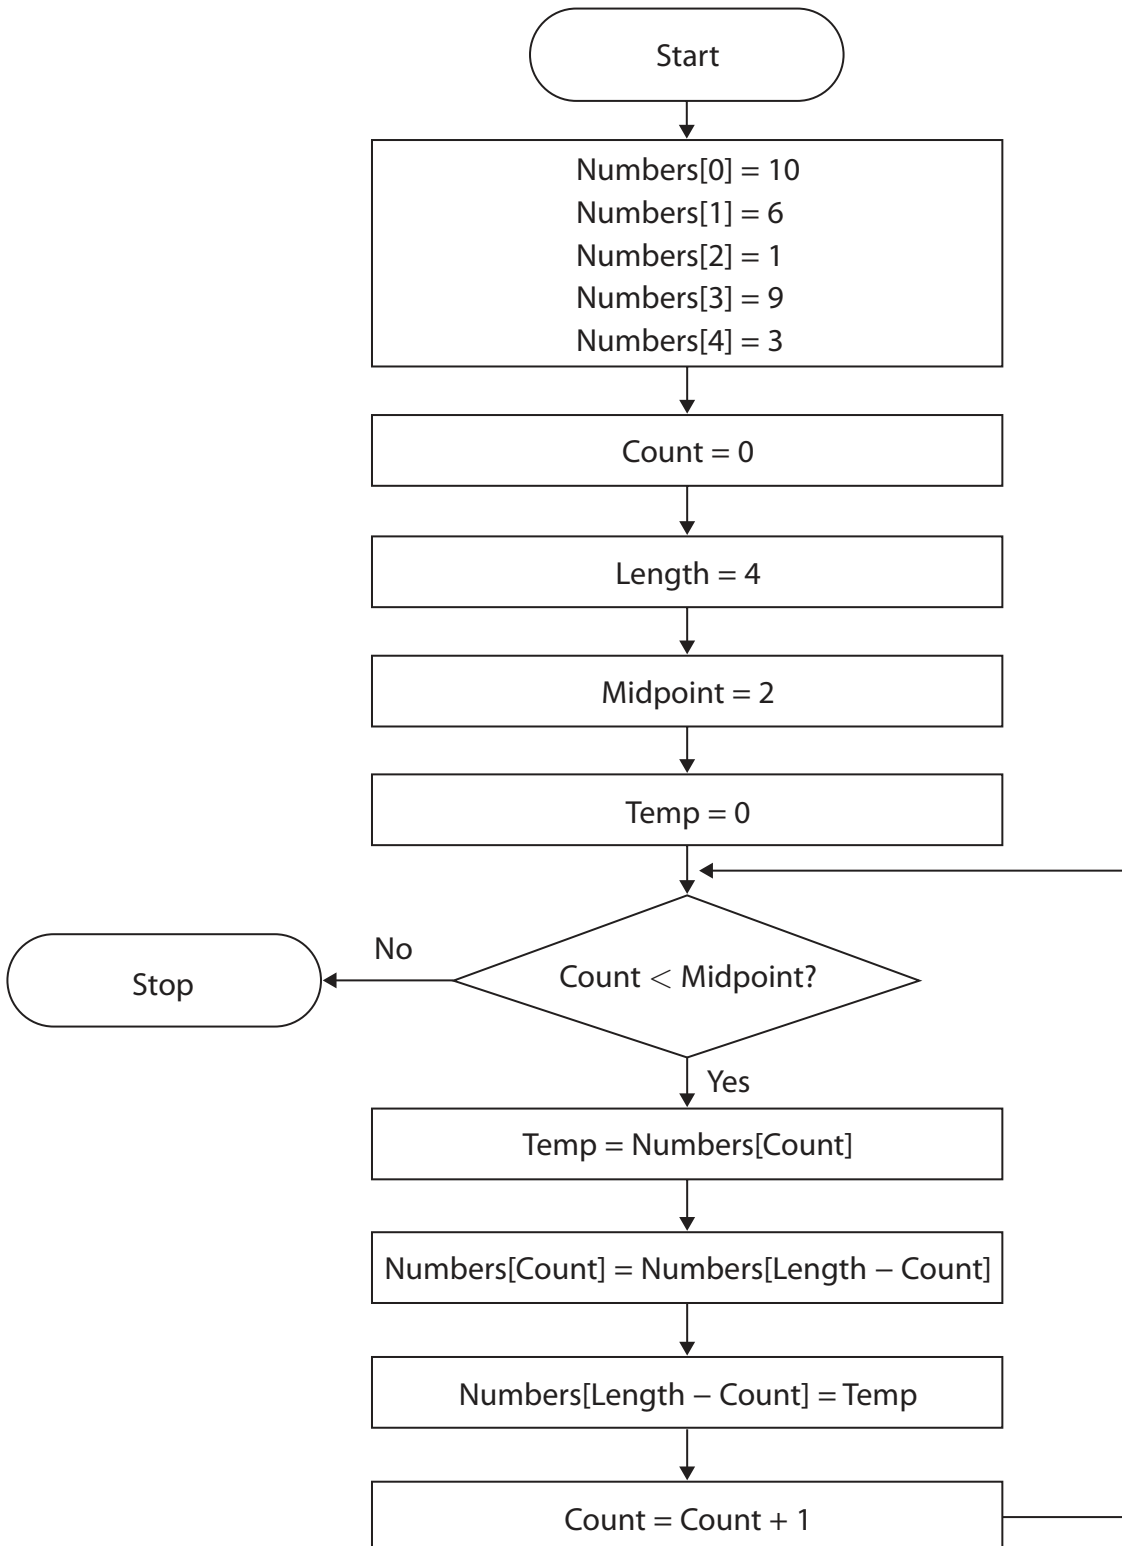 Start
Numbers[0] = 10
Numbers[1] = 6
Numbers[2] = 1
Numbers[3] = 9
Numbers[4] = 3
Count = 0
Length = 4
Midpoint = 2
Temp = 0
No
Stop
Count < Midpoint?
Yes
Temp = Numbers[Count]
Numbers[Count] = Numbers[Length – Count]
Numbers[Length – Count] = Temp
Count = Count + 1